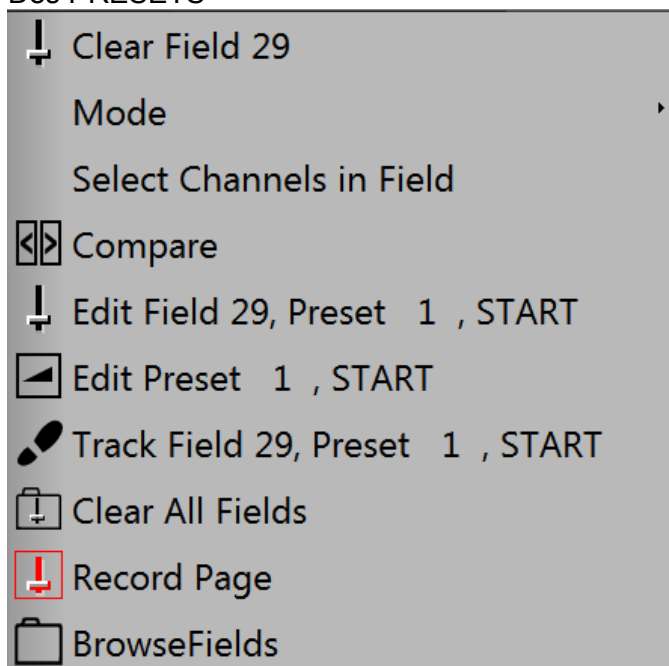 Clear Field 29
Mode
Select Channels in Field
Compare
Edit Field 29, Preset 1 , START
Edit Preset 1 , START
Track Field 29, Preset 1 , START
Clear All Fields
Record Page
BrowseFields